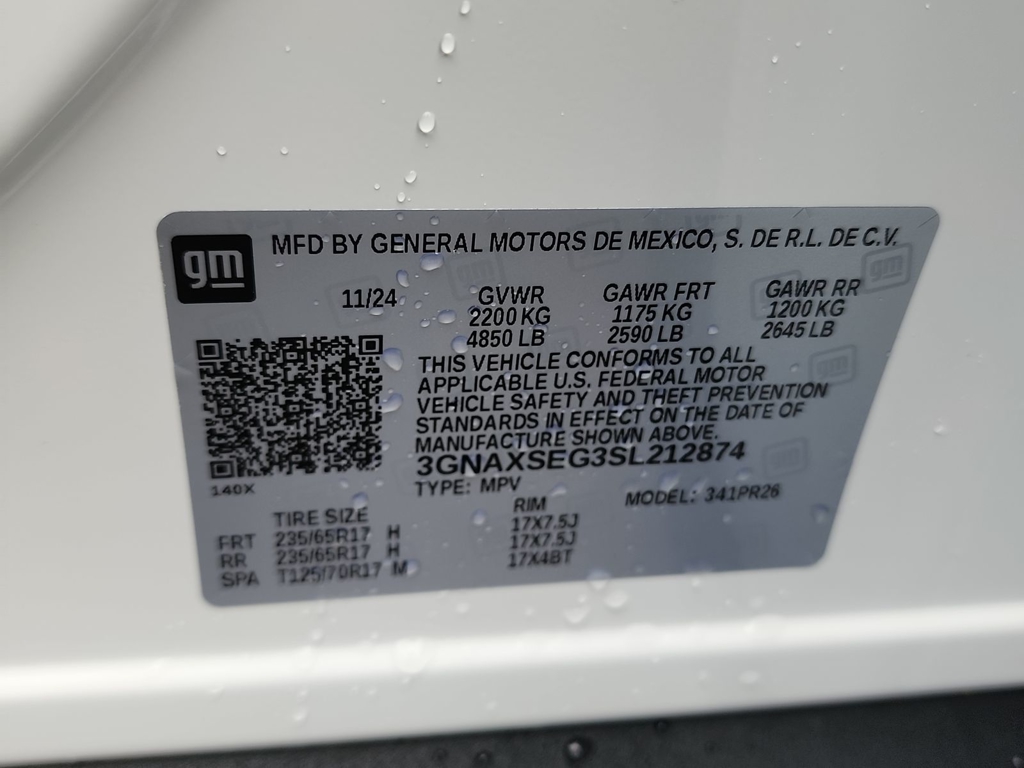 gm
MFD BY GENERAL MOTORS DE MEXICO, S. DE R.L. DE C.V.
11/24 GVWR GAWR FRT GAWR RR
2200 KG 1175 KG 1200 KG
4850 LB 2590 LB 2645 LB
THIS VEHICLE CONFORMS TO ALL
APPLICABLE U.S. FEDERAL MOTOR
VEHICLE SAFETY AND THEFT PREVENTION
STANDARDS IN EFFECT ON THE DATE OF
MANUFACTURE SHOWN ABOVE.
3GNAXSEG3SL212874
140X
TYPE: MPV MODEL: 341PR26
TIRE SIZE RIM
FRT 235/65R17 H 17X7.5J
RR 235/65R17 H 17X7.5J
SPA T125/70R17 M 17X4BT